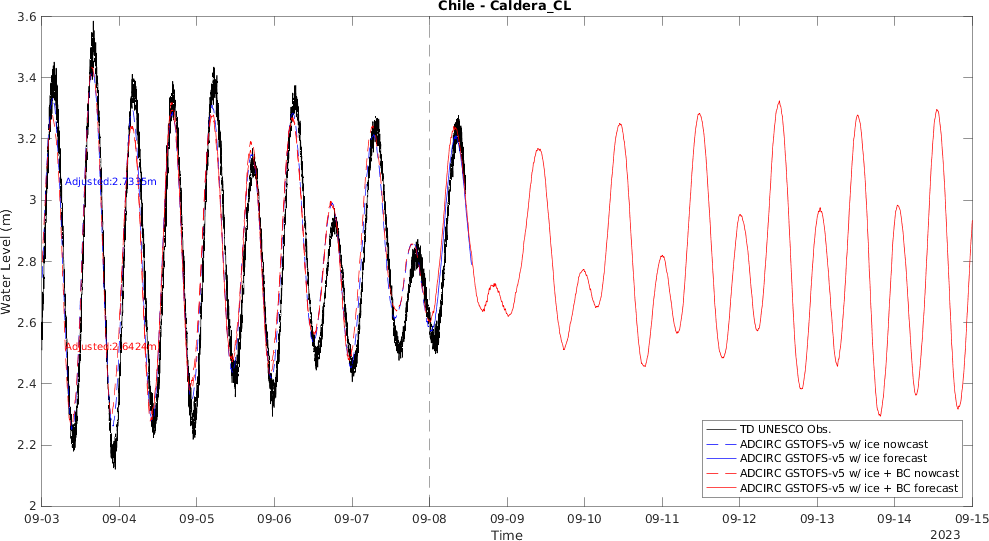 Chile - Caldera_CL
3.6
3.4
3.2
3
2.8
2.6
2.4
2.2
2
Water Level (m)
Adjusted:2.7335m
Adjusted:2.6424m
TD UNESCO Obs.
ADCIRC GSTOFS-v5 w/ ice nowcast
ADCIRC GSTOFS-v5 w/ ice forecast
ADCIRC GSTOFS-v5 w/ ice + BC nowcast
ADCIRC GSTOFS-v5 w/ ice + BC forecast
09-03 09-04 09-05 09-06 09-07 09-08 09-09 09-10 09-11 09-12 09-13 09-14 09-15
Time
2023